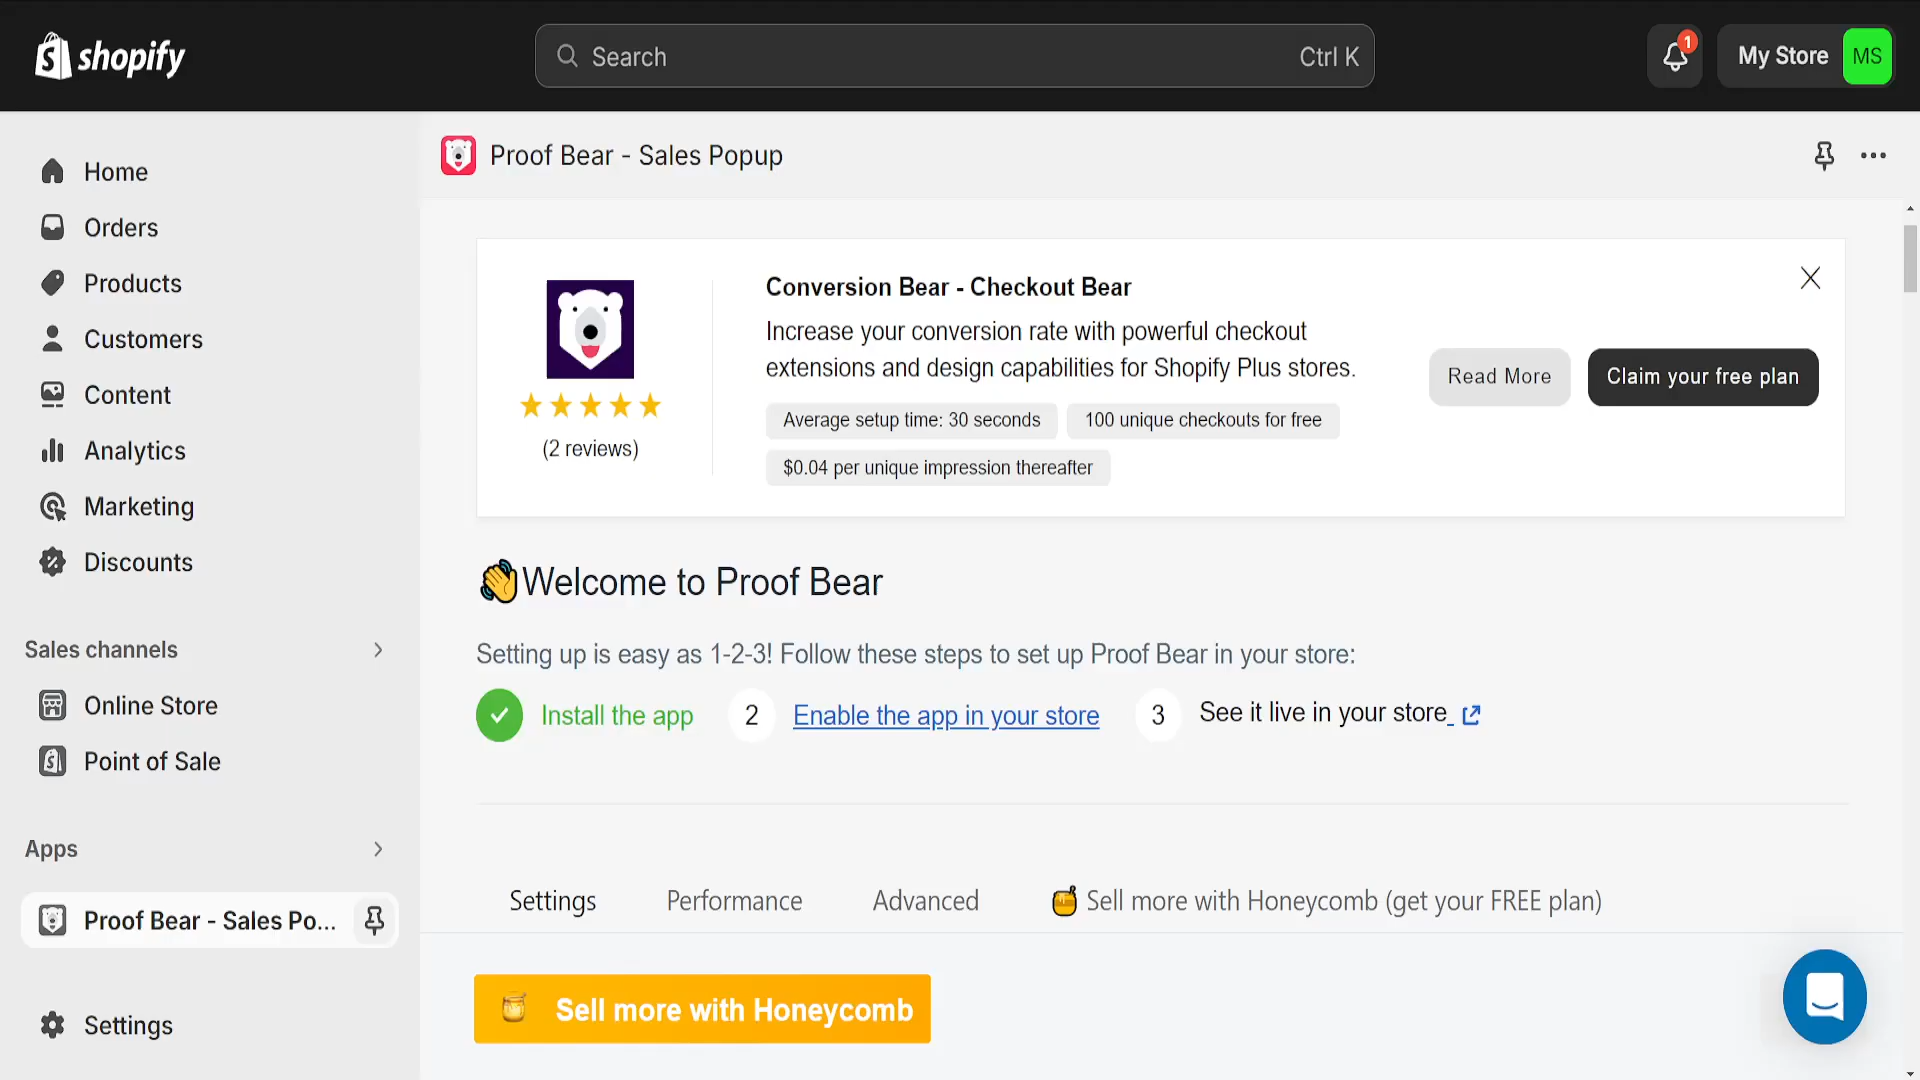 shopify
Search
Ctrl K
1
My Store
MS
Home
Orders
Products
Customers
Content
Analytics
Marketing
Discounts
Sales channels
Online Store
Point of Sale
Apps
Proof Bear - Sales Po...
Settings
Proof Bear - Sales Popup
(2 reviews)
Conversion Bear - Checkout Bear
Increase your conversion rate with powerful checkout
extensions and design capabilities for Shopify Plus stores.
Average setup time: 30 seconds
100 unique checkouts for free
$0.04 per unique impression thereafter
Read More
Claim your free plan
Welcome to Proof Bear
Setting up is easy as 1-2-3! Follow these steps to set up Proof Bear in your store:
Install the app
2
Enable the app in your store
3
See it live in your store
Settings
Performance
Advanced
Sell more with Honeycomb (get your FREE plan)
Sell more with Honeycomb